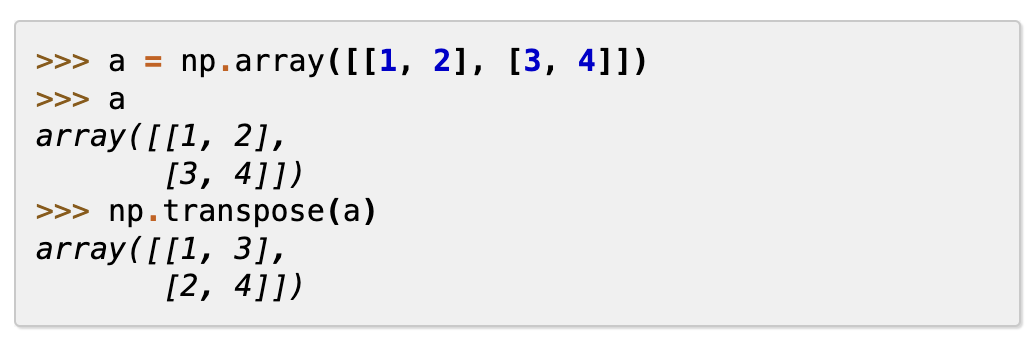 >>> a = np.array([[1, 2], [3, 4]])
>>> a
array([[1, 2],
       [3, 4]])
>>> np.transpose(a)
array([[1, 3],
       [2, 4]])